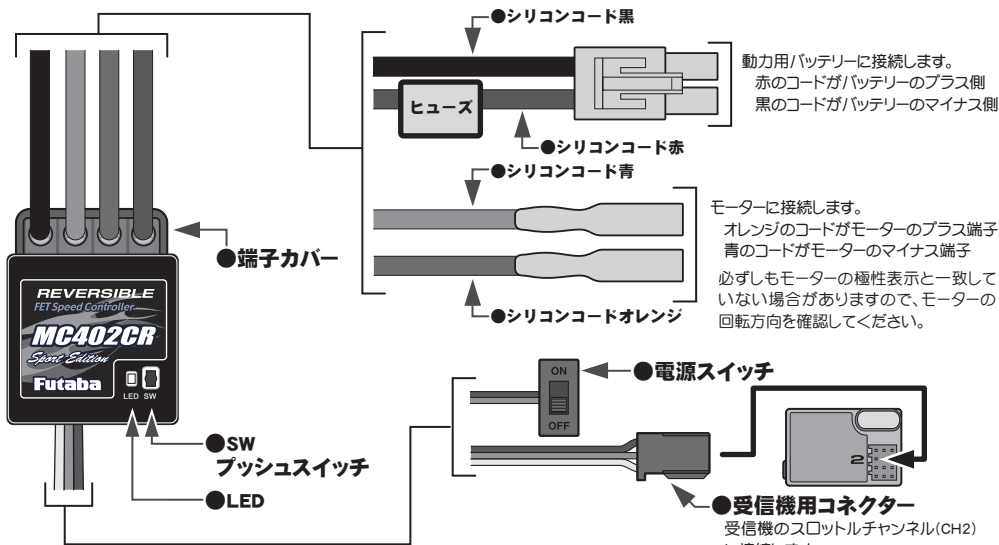 ●シリコンコード黒
ヒューズ
動力用バッテリーに接続します。
赤のコードがバッテリーのプラス側
黒のコードがバッテリーのマイナス側
●シリコンコード赤
●シリコンコード青
モーターに接続します。
オレンジのコードがモーターのプラス端子
青のコードがモーターのマイナス端子
必ずしもモーターの極性表示と一致して
いない場合がありますので、モーターの
回転方向を確認してください。
●シリコンコードオレンジ
●端子カバー
REVERSIBLE
FET Speed Controller
MC402CR
Sport Edition
Futaba
LED SW
●SW
プッシュスイッチ
●LED
ON
OFF
●電源スイッチ
2
●受信機用コネクター
受信機のスロットルチャンネル(CH2)